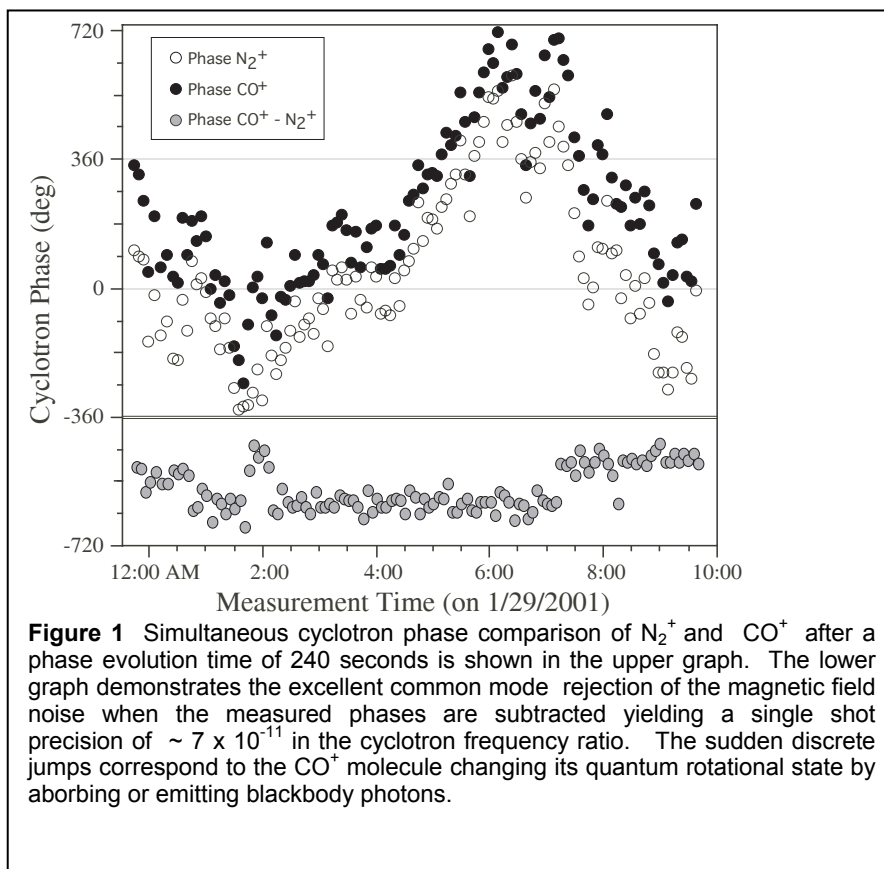 720
Phase N2+
Phase CO+
Phase CO+ - N2+
360
0
-360
-720
Cyclotron Phase (deg)
12:00 AM 2:00 4:00 6:00 8:00 10:00
Measurement Time (on 1/29/2001)
Figure 1 Simultaneous cyclotron phase comparison of N2+ and CO+ after a
phase evolution time of 240 seconds is shown in the upper graph. The lower
graph demonstrates the excellent common mode rejection of the magnetic field
noise when the measured phases are subtracted yielding a single shot
precision of ~ 7 x 10-11 in the cyclotron frequency ratio. The sudden discrete
jumps correspond to the CO+ molecule changing its quantum rotational state by
aborbing or emitting blackbody photons.